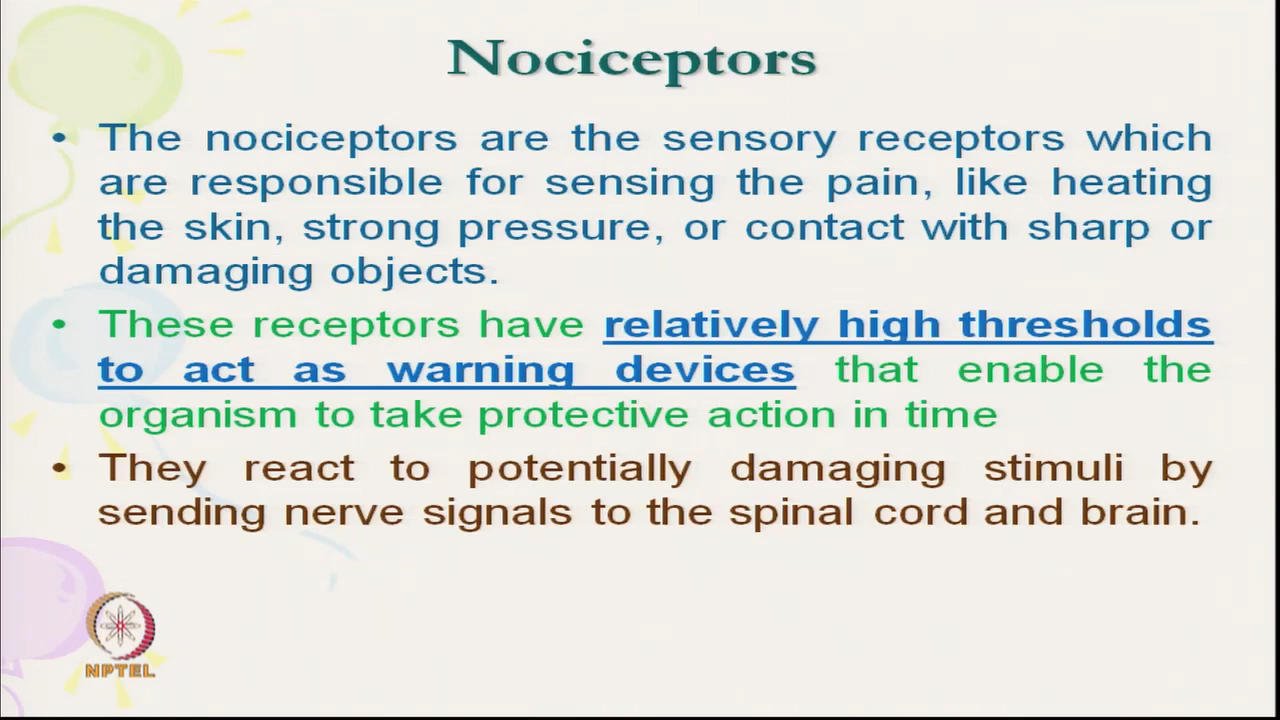 Nociceptors
• The nociceptors are the sensory receptors which
are responsible for sensing the pain, like heating
the skin, strong pressure, or contact with sharp or
damaging objects.
• These receptors have relatively high thresholds
to act as warning devices that enable the
organism to take protective action in time
• They react to potentially damaging stimuli by
sending nerve signals to the spinal cord and brain.
NPTEL